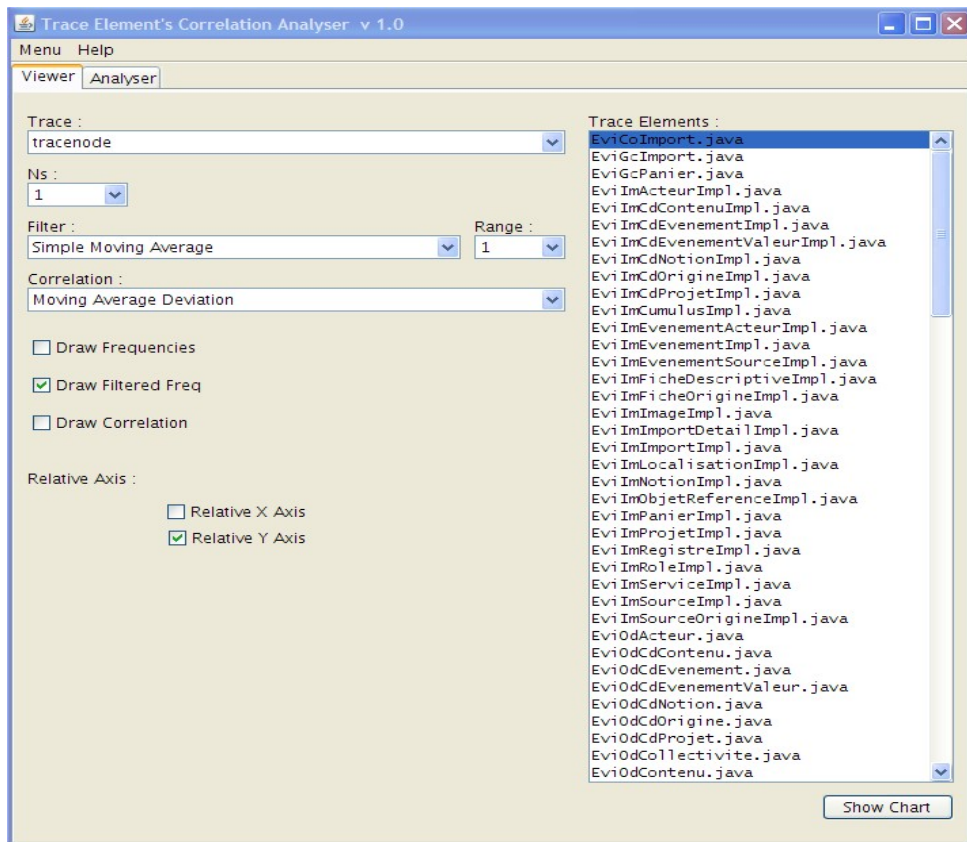 Trace Element's Correlation Analyser v 1.0
Menu Help
Viewer Analyser
Trace :
tracenode
Ns :
1
Filter :
Range :
Simple Moving Average
1
Correlation :
Moving Average Deviation
Draw Frequencies
Draw Filtered Freq
Draw Correlation
Relative Axis :
Relative X Axis
Relative Y Axis
Trace Elements :
EviCoImport.java
EviGcImport.java
EviGcPanier.java
EviImActeurImpl.java
EviImCdContenuImpl.java
EviImCdEvenementImpl.java
EviImCdEvenementValeurImpl.java
EviImCdNotionImpl.java
EviImCdOrigineImpl.java
EviImCdProjetImpl.java
EviImCumulusImpl.java
EviImEvenementActeurImpl.java
EviImEvenementImpl.java
EviImEvenementSourceImpl.java
EviImFicheDescriptiveImpl.java
EviImFicheOrigineImpl.java
EviImImageImpl.java
EviImImportDetailImpl.java
EviImImportImpl.java
EviImLocalisationImpl.java
EviImNotionImpl.java
EviImObjetReferenceImpl.java
EviImPanierImpl.java
EviImProjetImpl.java
EviImRegistreImpl.java
EviImRoleImpl.java
EviImServiceImpl.java
EviImSourceImpl.java
EviImSourceOrigineImpl.java
EviOdActeur.java
EviOdCdContenu.java
EviOdCdEvenement.java
EviOdCdEvenementValeur.java
EviOdCdNotion.java
EviOdCdOrigine.java
EviOdCdProjet.java
EviOdCollectivite.java
EviOdContenu.java
Show Chart